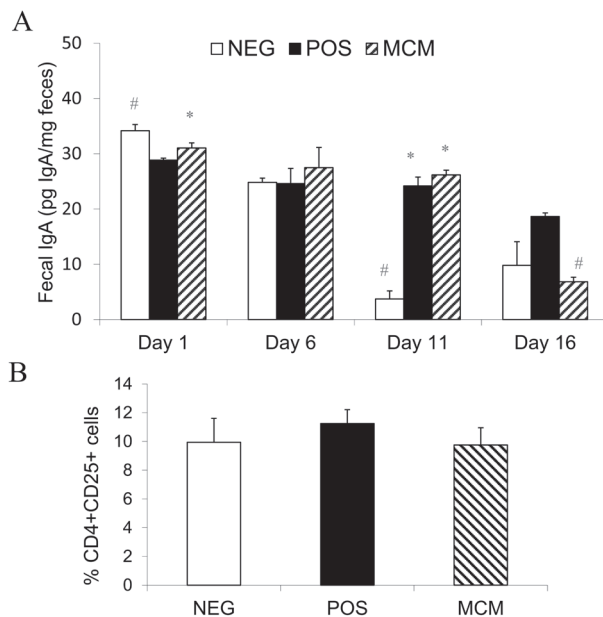 A
NEG POS MCM
50
40
30
20
10
0
Fecal IgA (pg IgA/mg feces)
#
*
*
*
#
#
Day 1 Day 6 Day 11 Day 16
B
14
12
10
8
6
4
2
0
% CD4+CD25+ cells
NEG POS MCM